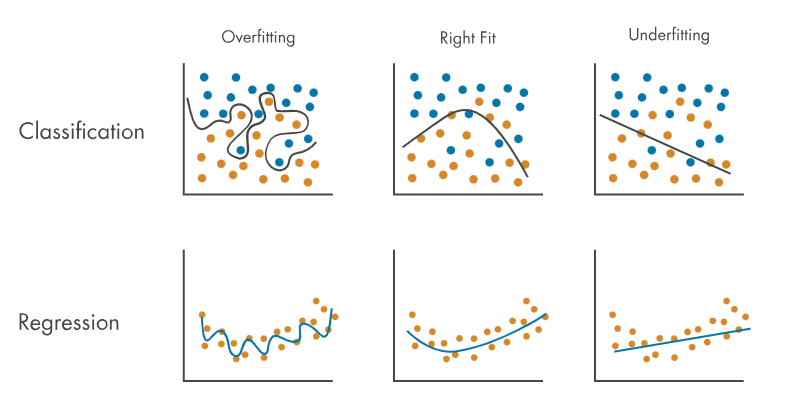 Overfitting
Right Fit
Underfitting
Classification
Regression